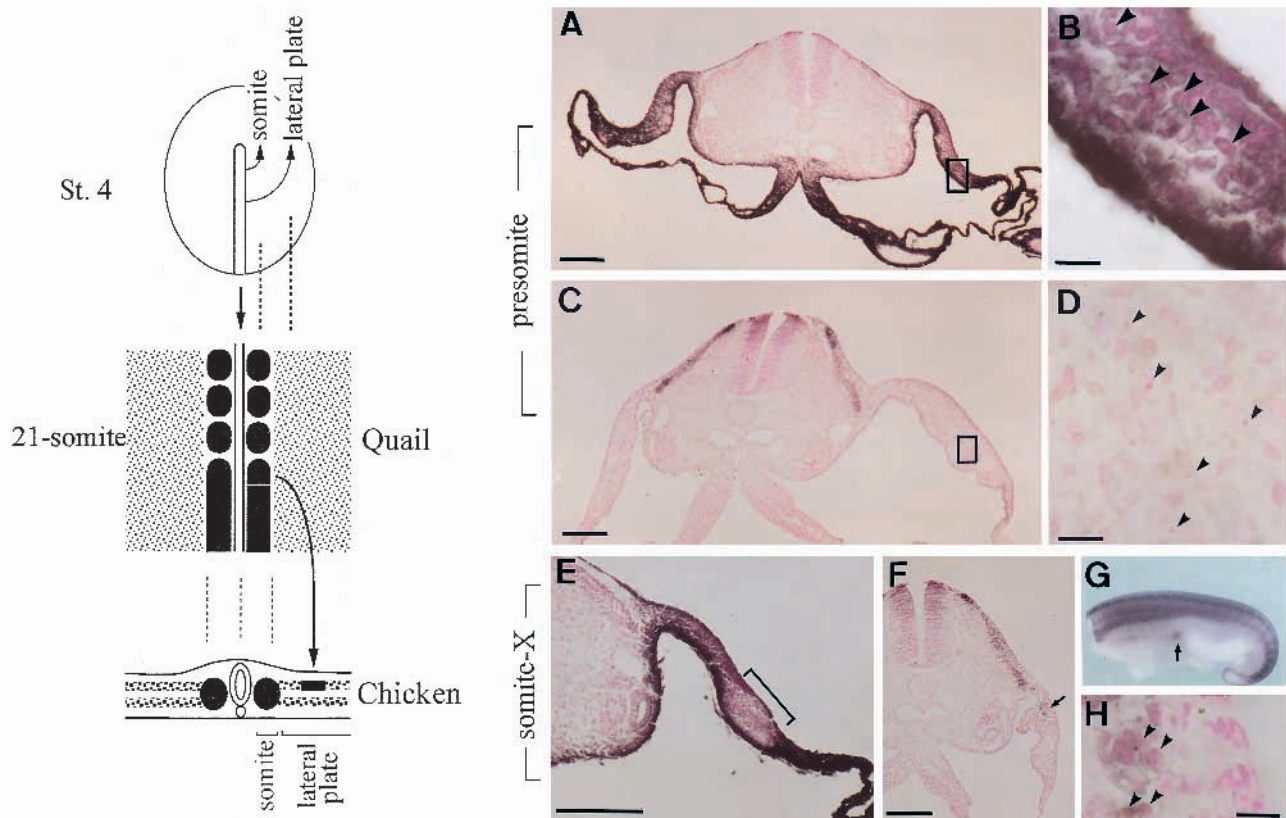 somite
lateral plate
St. 4
21-somite
Quail
Chicken
somite
lateral
plate
presomite
somite-X
A
B
C
D
E
F
G
H